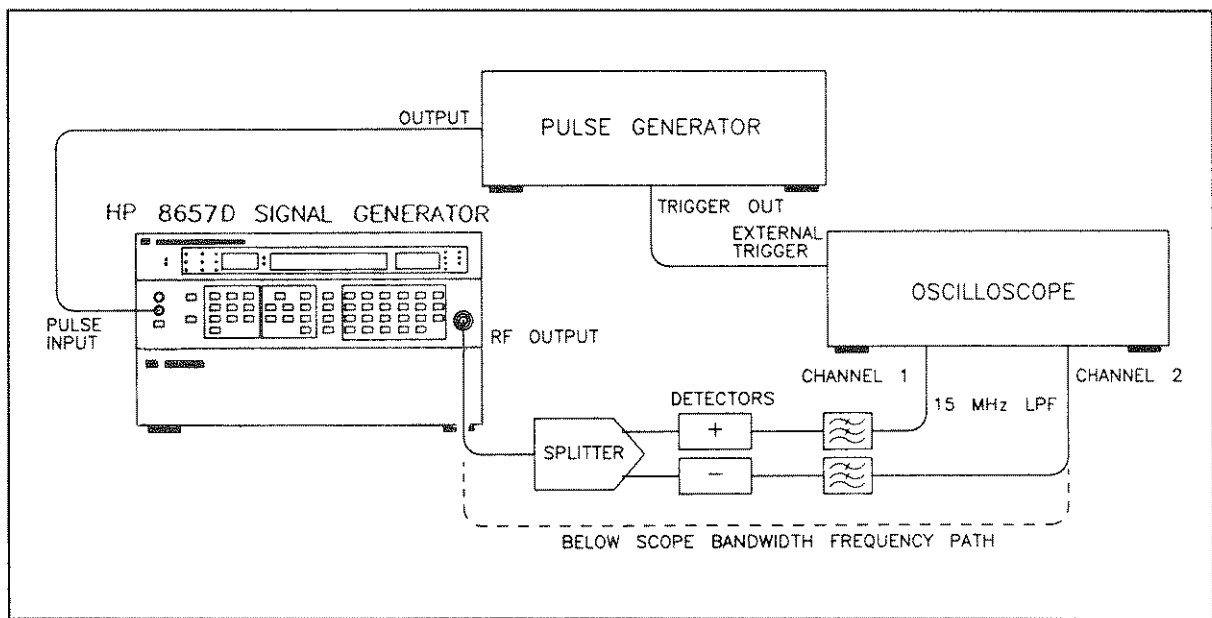 OUTPUT
PULSE GENERATOR
HP 8657D SIGNAL GENERATOR
TRIGGER OUT
EXTERNAL
TRIGGER
OSCILLOSCOPE
PULSE
INPUT
RF OUTPUT
CHANNEL 1
CHANNEL 2
DETECTORS
15 MHz LPF
+
SPLITTER
−
BELOW SCOPE BANDWIDTH FREQUENCY PATH